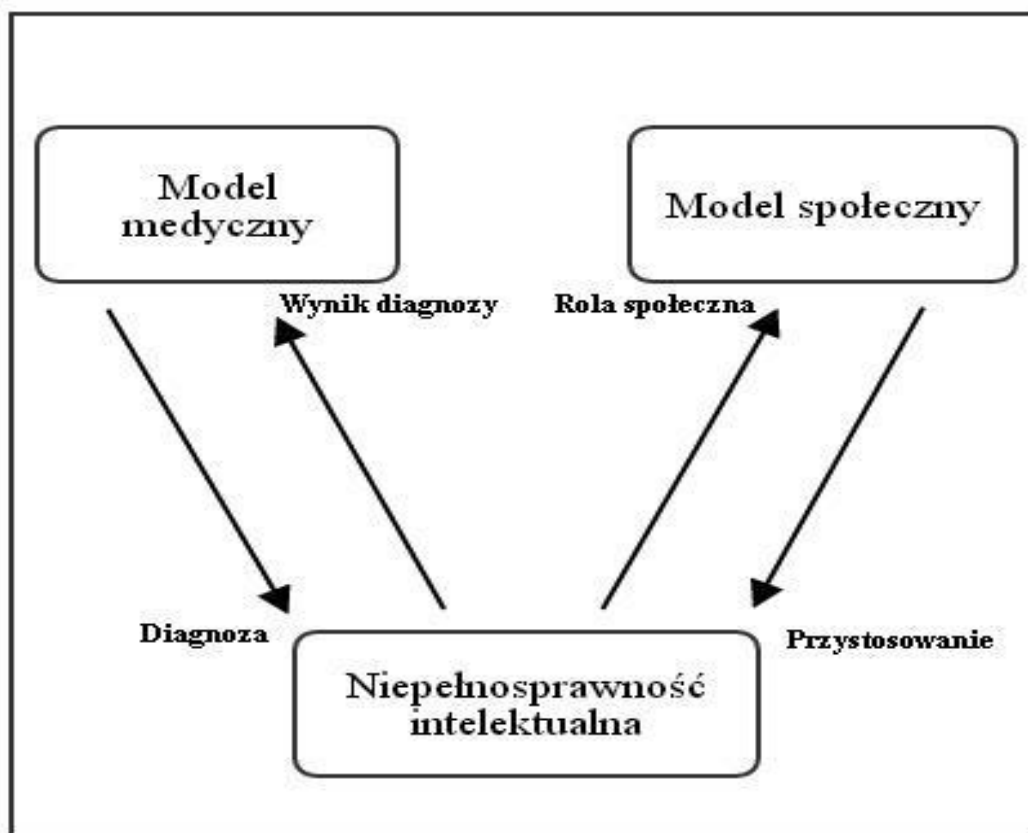 Model
medyczny
Model społeczny
Wynik diagnozy
Rola społeczna
Diagnoza
Przystosowanie
Niepełnosprawność
intelektualna